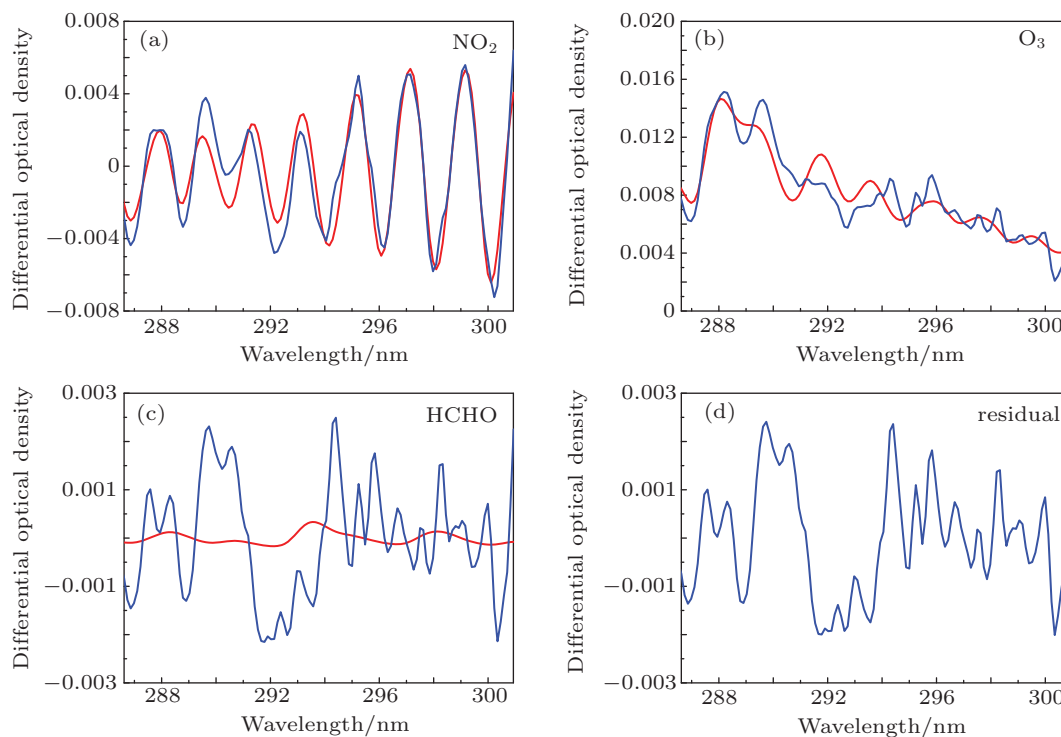 (a)
NO₂
0.008
0.004
0
−0.004
−0.008
288
292
296
300
Wavelength/nm
Differential optical density
(b)
O₃
0.020
0.016
0.012
0.008
0.004
0
288
292
296
300
Wavelength/nm
Differential optical density
(c)
HCHO
0.003
0.001
−0.001
−0.003
288
292
296
300
Wavelength/nm
Differential optical density
(d)
residual
0.003
0.001
−0.001
−0.003
288
292
296
300
Wavelength/nm
Differential optical density